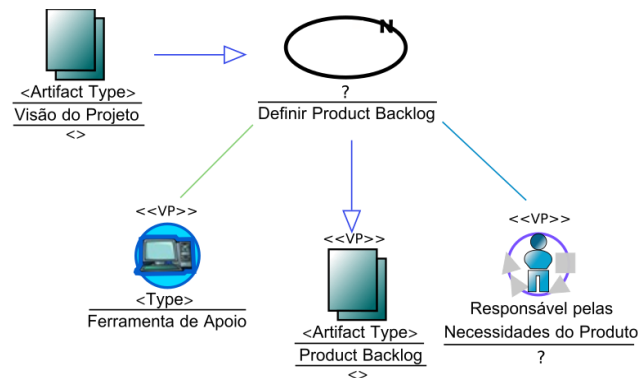 N
<Artifact Type>
Visão do Projeto
<>
?
Definir Product Backlog
<<VP>>
<Type>
Ferramenta de Apoio
<<VP>>
<Artifact Type>
Product Backlog
<>
<<VP>>
Responsável pelas
Necessidades do Produto
?